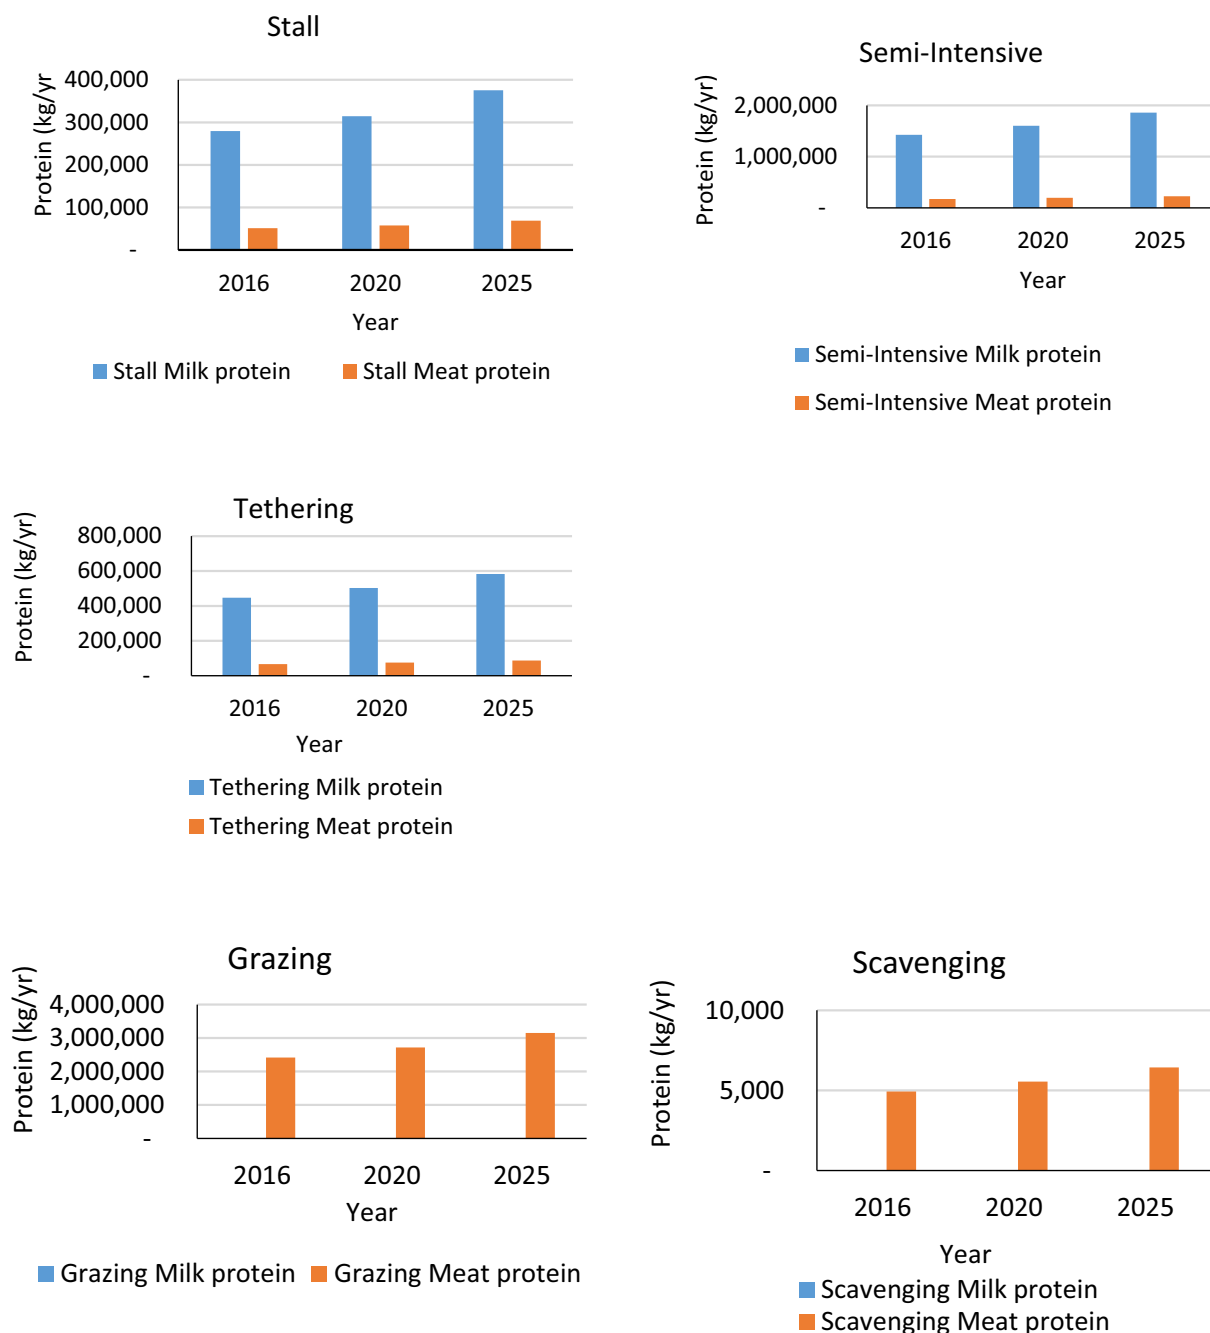 Stall
Protein (kg/yr
400,000
300,000
200,000
100,000
-
2016 2020 2025
Year
Stall Milk protein Stall Meat protein
Semi-Intensive
Protein (kg/yr)
2,000,000
1,000,000
-
2016 2020 2025
Year
Semi-Intensive Milk protein
Semi-Intensive Meat protein
Tethering
Protein (kg/yr)
800,000
600,000
400,000
200,000
-
2016 2020 2025
Year
Tethering Milk protein
Tethering Meat protein
Grazing
Protein (kg/yr)
4,000,000
3,000,000
2,000,000
1,000,000
-
2016 2020 2025
Year
Grazing Milk protein Grazing Meat protein
Scavenging
Protein (kg/yr)
10,000
5,000
-
2016 2020 2025
Year
Scavenging Milk protein
Scavenging Meat protein